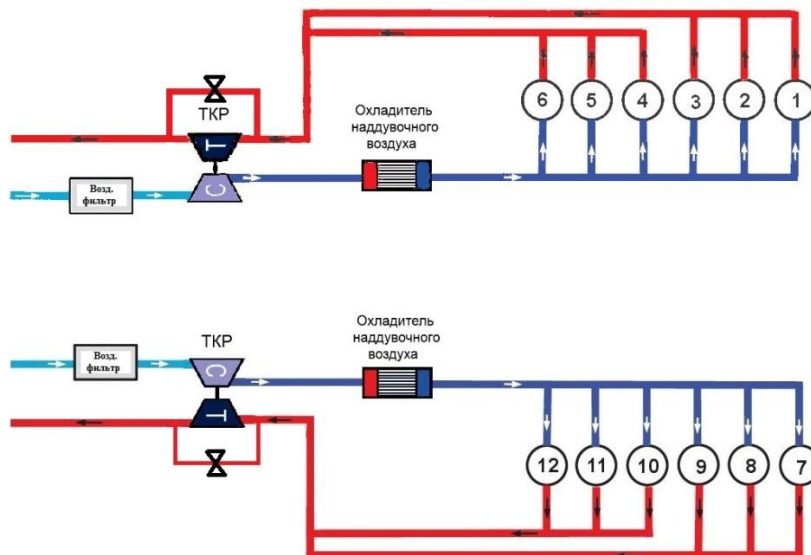 6 5 4 3 2 1
ТКР
Охладитель
наддувочного
воздуха
T
C
Возд.
фильтр
Охладитель
наддувочного
воздуха
ТКР
Возд.
фильтр
C
T
12 11 10 9 8 7